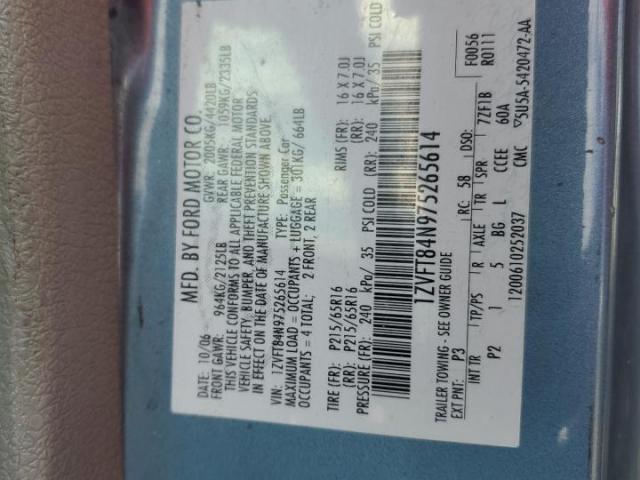 MFD. BY FORD MOTOR CO.
DATE: 10/06 GVWR: 2005KG/4420LB
FRONT GAWR: 964KG/2125LB REAR GAWR: 1059KG/2335LB
THIS VEHICLE CONFORMS TO ALL APPLICABLE FEDERAL MOTOR
VEHICLE SAFETY, BUMPER, AND THEFT PREVENTION STANDARDS
IN EFFECT ON THE DATE OF MANUFACTURE SHOWN ABOVE.
VIN: 1ZVFT84N975265614 TYPE: Passenger Car
MAXIMUM LOAD = OCCUPANTS + LUGGAGE = 301KG/ 664LB
OCCUPANTS = 4 TOTAL: 2 FRONT, 2 REAR
TIRE (FR): P215/65R16 RIMS (FR): 16 X 7.0J
(RR): P215/65R16 (RR): 16 X 7.0J
PRESSURE (FR): 240 kPa/ 35 PSI COLD (RR): 240 kPa/ 35 PSI COLD
1ZVFT84N975265614
TRAILER TOWING - SEE OWNER GUIDE F0056
EXT PNT: P3 RC: 58 DSO: R0111
INT TR TP/PS R AXLE TR SPR 7ZF1B
P2 1 5 BG L CCEE 60A
1200610252037 CMC 5U5A-5420472-AA